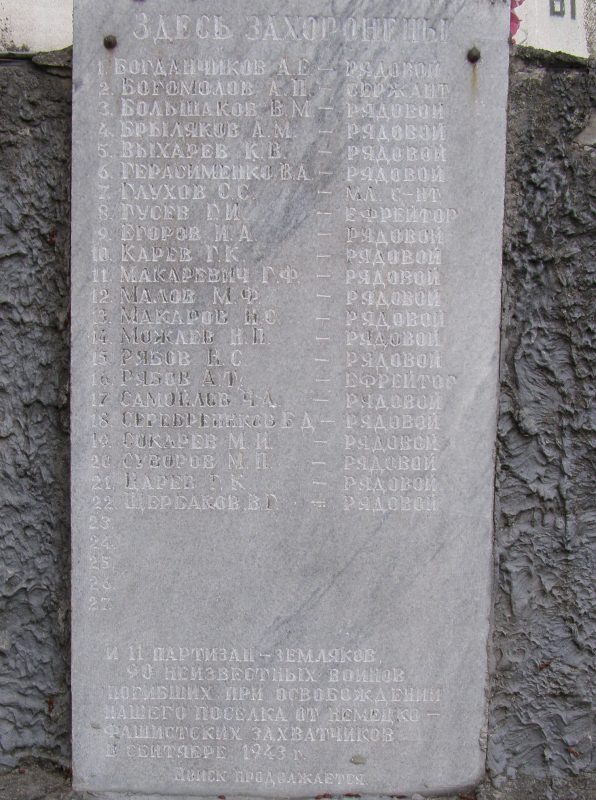 ЗДЕСЬ ЗАХОРОНЕНЫ
1. БОГДАНЧИКОВ А.Е – РЯДОВОЙ
2. БОГОМОЛОВ А.П – СЕРЖАНТ
3. БОЛЬШАКОВ В.М – РЯДОВОЙ
4. БРЫЛЯКОВ А.М. – РЯДОВОЙ
5. ВЫХАРЕВ К.В. – РЯДОВОЙ
6. ГЕРАСИМЕНКО В.А – РЯДОВОЙ
7. ГЛУХОВ С.С. – МЛ. С-НТ
8. ГУСЕВ Г.И. – ЕФРЕЙТОР
9. ЕГОРОВ И.А. – РЯДОВОЙ
10. КАРЕВ Г.К. – РЯДОВОЙ
11. МАКАРЕВИЧ Г.Ф. – РЯДОВОЙ
12. МАЛОВ М.Ф. – РЯДОВОЙ
13. МАКАРОВ Н.С. – РЯДОВОЙ
14. МОЖАЕВ Н.П. – РЯДОВОЙ
15. РЯБОВ Н.С – РЯДОВОЙ
16. РЯБОВ – ЕФРЕЙТОР
17. САМОЙЛОВ Ч.А. – РЯДОВОЙ
18. СЕРЕБРЕНИКОВ Б.Д – РЯДОВОЙ
19. СОКАРЕВ М.И. – РЯДОВОЙ
20. СУВОРОВ М.П. – РЯДОВОЙ
21. ЦАРЕВ Г.К. – РЯДОВОЙ
22. ЩЕРБАКОВ В.Г. – РЯДОВОЙ
23.
24.
25.
26.
27.
И 11 ПАРТИЗАН – ЗЕМЛЯКОВ,
90 НЕИЗВЕСТНЫХ ВОИНОВ
ПОГИБШИХ ПРИ ОСВОБОЖДЕНИИ
НАШЕГО ПОСЕЛКА ОТ НЕМЕЦКО –
ФАШИСТСКИХ ЗАХВАТЧИКОВ
В СЕНТЯБРЕ 1943 г.
ПОИСК ПРОДОЛЖАЕТСЯ